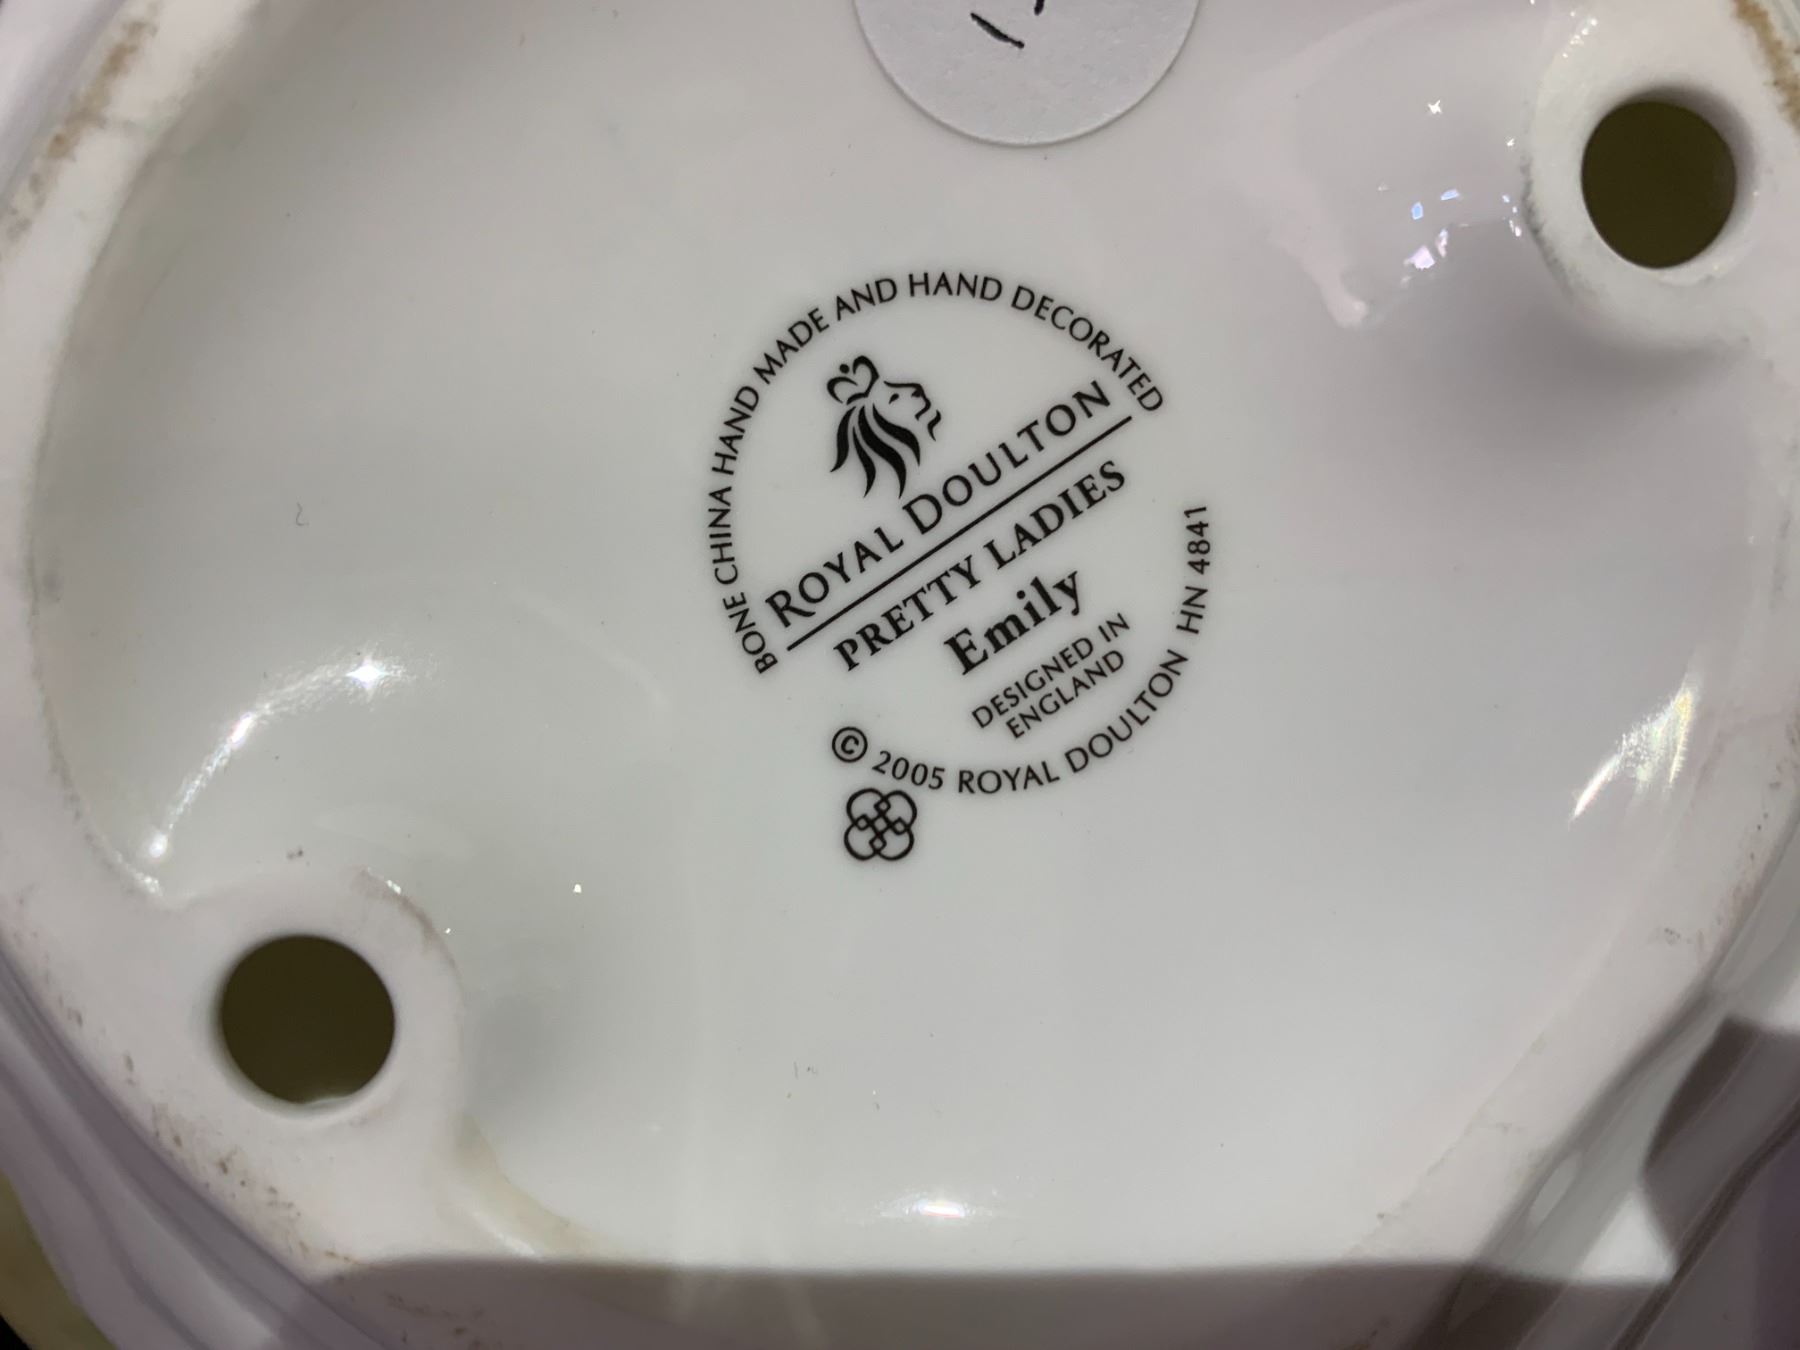 BONE CHINA HAND MADE AND HAND DECORATED
ROYAL DOULTON
PRETTY LADIES
Emily
DESIGNED IN
ENGLAND
© 2005 ROYAL DOULTON HN 4841